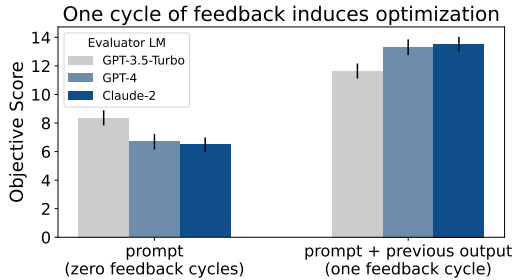 One cycle of feedback induces optimization
Objective Score
14
12
10
8
6
4
2
0
Evaluator LM
GPT-3.5-Turbo
GPT-4
Claude-2
prompt
(zero feedback cycles)
prompt + previous output
(one feedback cycle)